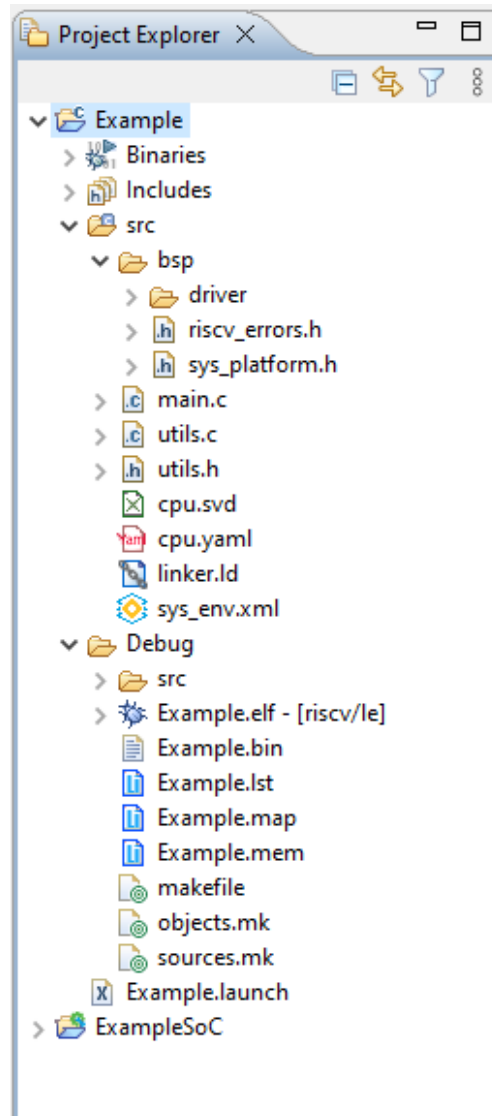 Project Explorer
Example
Binaries
Includes
src
bsp
driver
riscv_errors.h
sys_platform.h
main.c
utils.c
utils.h
cpu.svd
cpu.yaml
linker.ld
sys_env.xml
Debug
src
Example.elf - [riscv/le]
Example.bin
Example.lst
Example.map
Example.mem
makefile
objects.mk
sources.mk
Example.launch
ExampleSoC